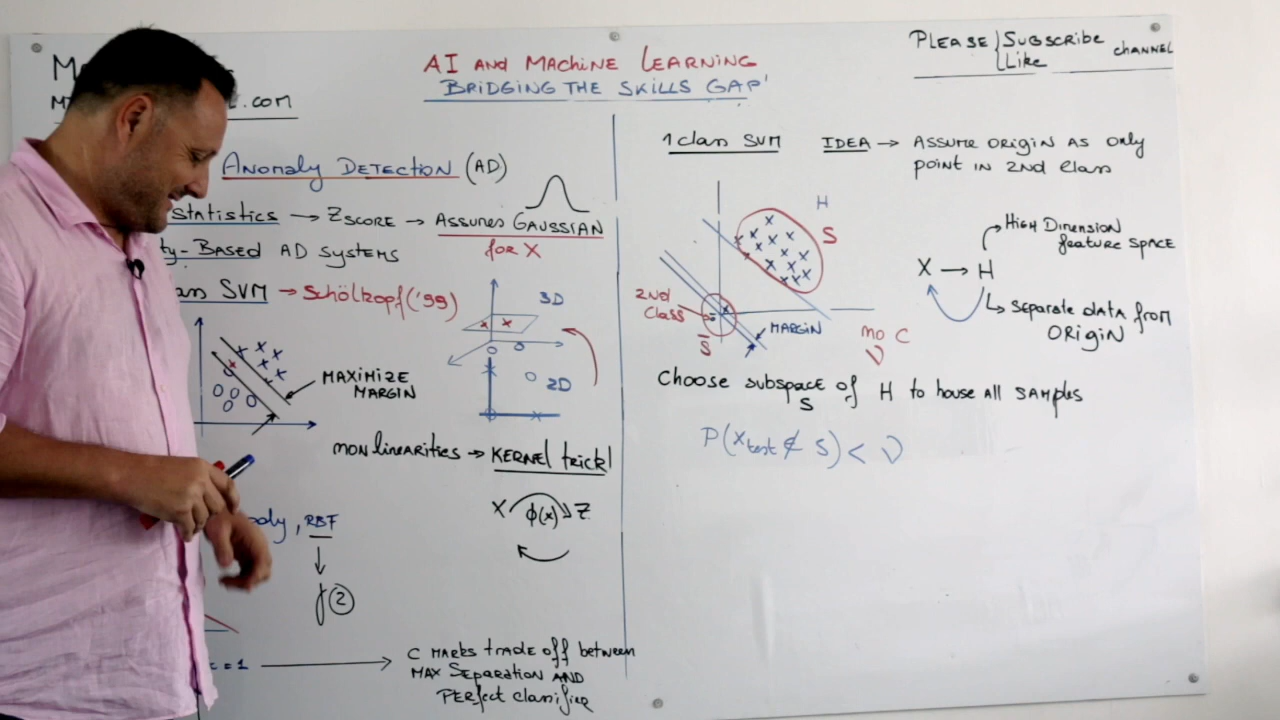 AI AND MACHINE LEARNING
BRIDGING THE SKILLS GAP'
PLEASE SUBSCRIBE
LIKE
CHANNEL
.COM
ANOMALY DETECTION (AD)
STATISTICS → ZSCORE → ASSUMES GAUSSIAN
for X
ty-BASED AD SYSTEMS
ass SVM → Schölkopf('99)
3D
2D
MAXIMIZE
MARGIN
NON linearities → KERNEL trick!
X ϕ(x) Z
, RBF
γ 2
c = 1
C MARKS trade off between
MAX SEPARATION AND
PERfect classifier
1 class SVM
IDEA → ASSUME ORIGIN AS ONLY
POINT IN 2ND CLASS
H
S
2nd
class
S̅
MARGIN
no C
ν
X → H
HIGH DIMENSION
feature SPACE
SEPARATE DATA from
ORIGIN
Choose subspace of H to house all SAMPLES
S
P(Xtest ∉ S) < ν